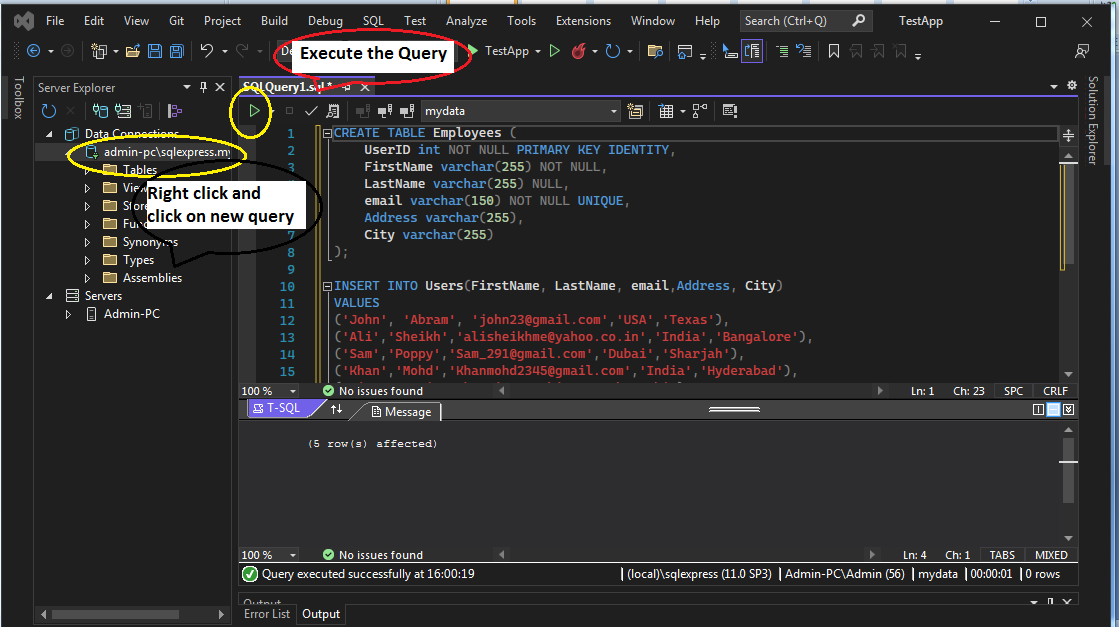 File Edit View Git Project Build Debug SQL Test Analyze Tools Extensions Window Help Search (Ctrl+Q) TestApp
Execute the Query
TestApp
Toolbox
Server Explorer
Data Connections
admin-pc\sqlexpress.my
Tables
Synonyms
Types
Assemblies
Servers
Admin-PC
Right click and
click on new query
SQLQuery1.sql*
mydata
1 CREATE TABLE Employees (
2 UserID int NOT NULL PRIMARY KEY IDENTITY,
3 FirstName varchar(255) NOT NULL,
LastName varchar(255) NULL,
email varchar(150) NOT NULL UNIQUE,
Address varchar(255),
7 City varchar(255)
8 );
9
10 INSERT INTO Users(FirstName, LastName, email,Address, City)
11 VALUES
12 ('John', 'Abram', 'john23@gmail.com','USA','Texas'),
13 ('Ali','Sheikh','alisheikhme@yahoo.co.in','India','Bangalore'),
14 ('Sam','Poppy','Sam_291@gmail.com','Dubai','Sharjah'),
15 ('Khan','Mohd','Khanmohd2345@gmail.com','India','Hyderabad'),
100 % No issues found Ln: 1 Ch: 23 SPC CRLF
T-SQL Message
(5 row(s) affected)
100 % No issues found Ln: 4 Ch: 1 TABS MIXED
Query executed successfully at 16:00:19 (local)\sqlexpress (11.0 SP3) Admin-PC\Admin (56) mydata 00:00:01 0 rows
Output
Error List Output
Solution Explorer